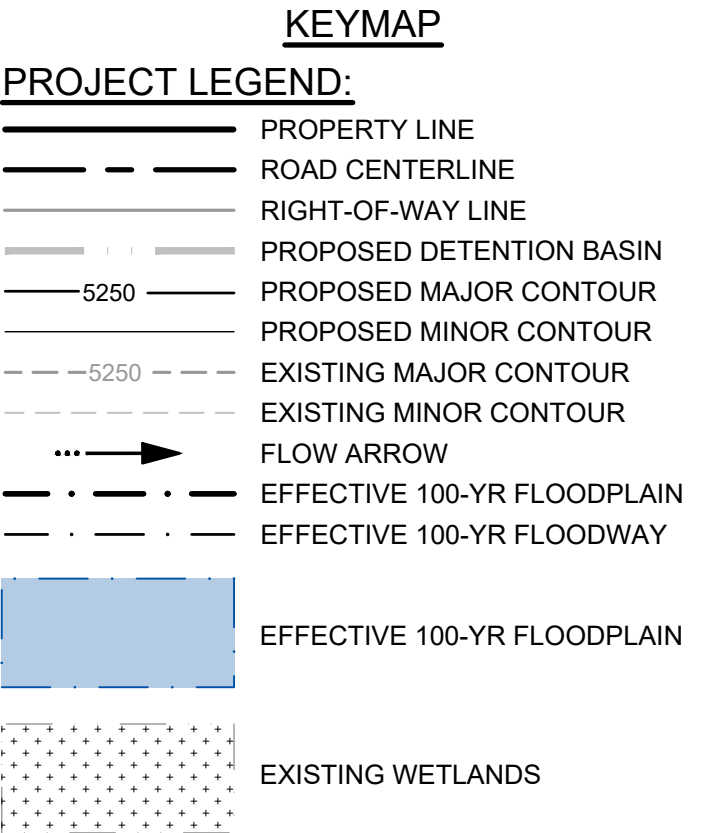 KEYMAP
PROJECT LEGEND:
PROPERTY LINE
ROAD CENTERLINE
RIGHT-OF-WAY LINE
PROPOSED DETENTION BASIN
5250 PROPOSED MAJOR CONTOUR
PROPOSED MINOR CONTOUR
5250 EXISTING MAJOR CONTOUR
EXISTING MINOR CONTOUR
FLOW ARROW
EFFECTIVE 100-YR FLOODPLAIN
EFFECTIVE 100-YR FLOODWAY
EFFECTIVE 100-YR FLOODPLAIN
EXISTING WETLANDS